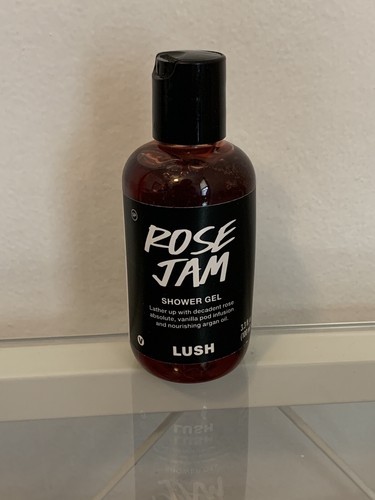 ROSE
JAM
SHOWER GEL
Lather up with decadent rose
absolute, vanilla pod infusion
and nourishing argan oil.
LUSH